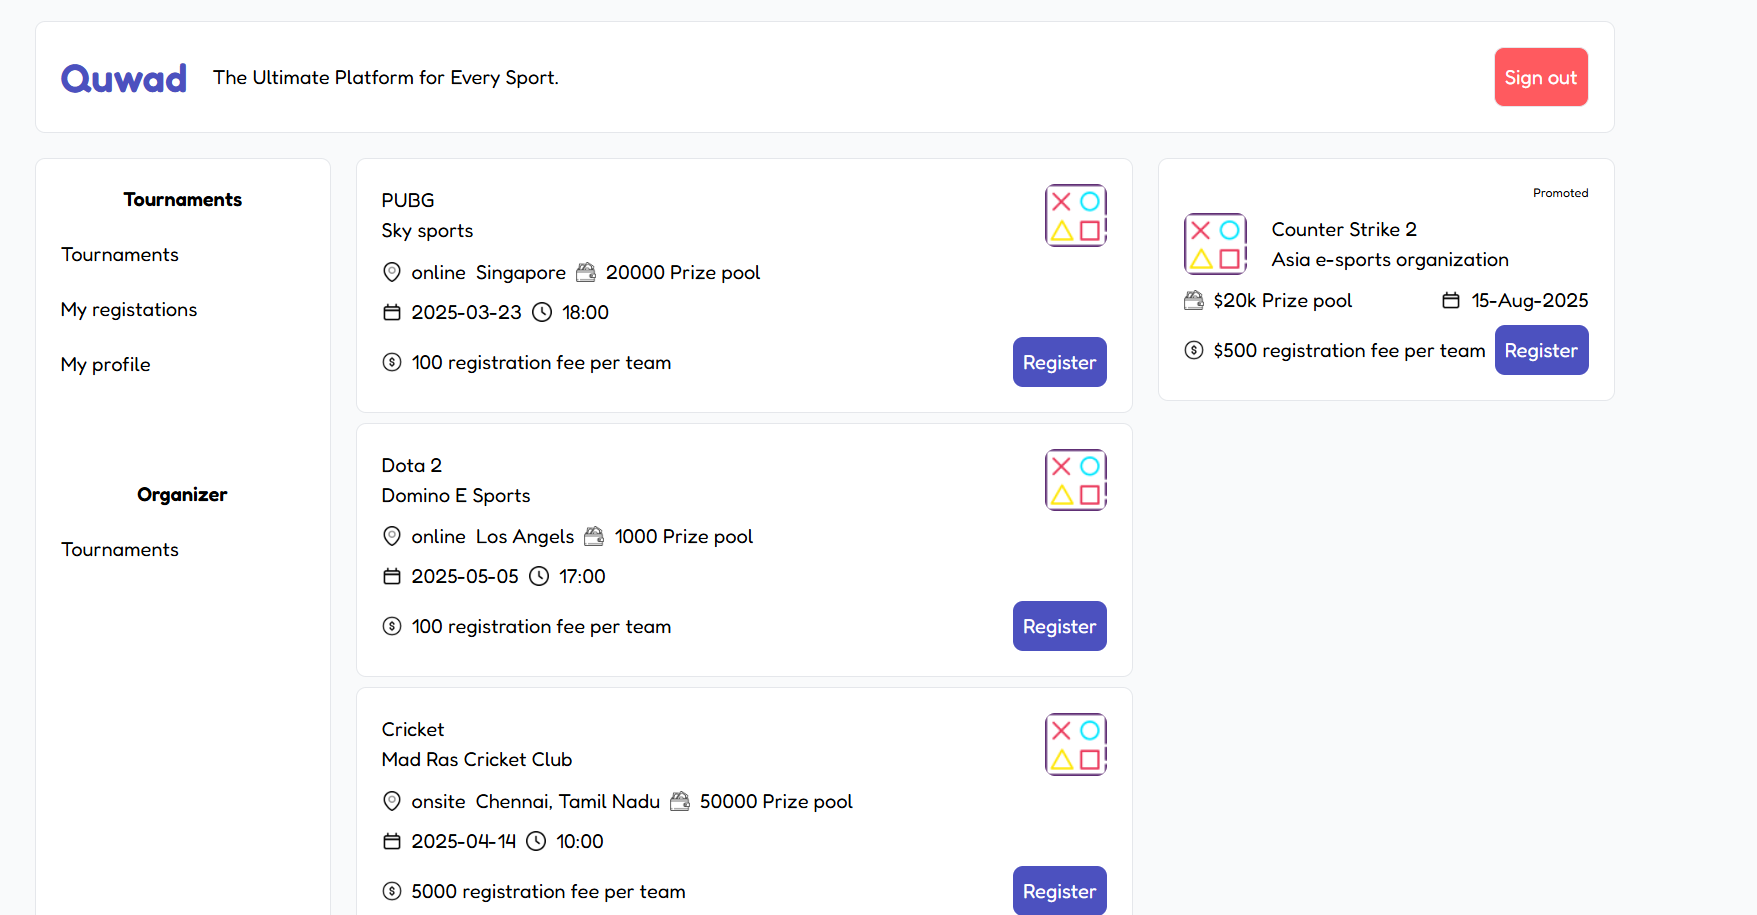 Quwad
The Ultimate Platform for Every Sport.
Sign out
Tournaments
Tournaments
My registations
My profile
Organizer
Tournaments
PUBG
Sky sports
online Singapore 20000 Prize pool
2025-03-23 18:00
100 registration fee per team
Register
Dota 2
Domino E Sports
online Los Angels 1000 Prize pool
2025-05-05 17:00
100 registration fee per team
Register
Cricket
Mad Ras Cricket Club
onsite Chennai, Tamil Nadu 50000 Prize pool
2025-04-14 10:00
5000 registration fee per team
Register
Promoted
Counter Strike 2
Asia e-sports organization
$20k Prize pool 15-Aug-2025
$500 registration fee per team Register